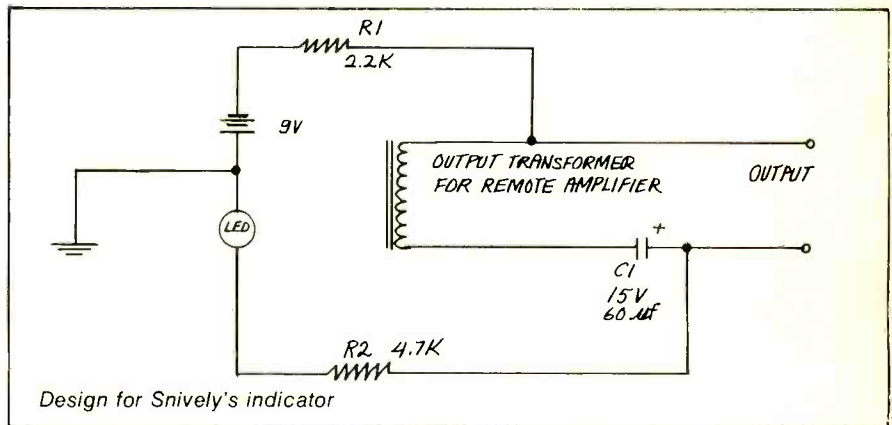 R1
2.2K
9V
OUTPUT TRANSFORMER
FOR REMOTE AMPLIFIER
OUTPUT
LED
+
C1
15V
60 µf
R2 4.7K
Design for Snively's indicator